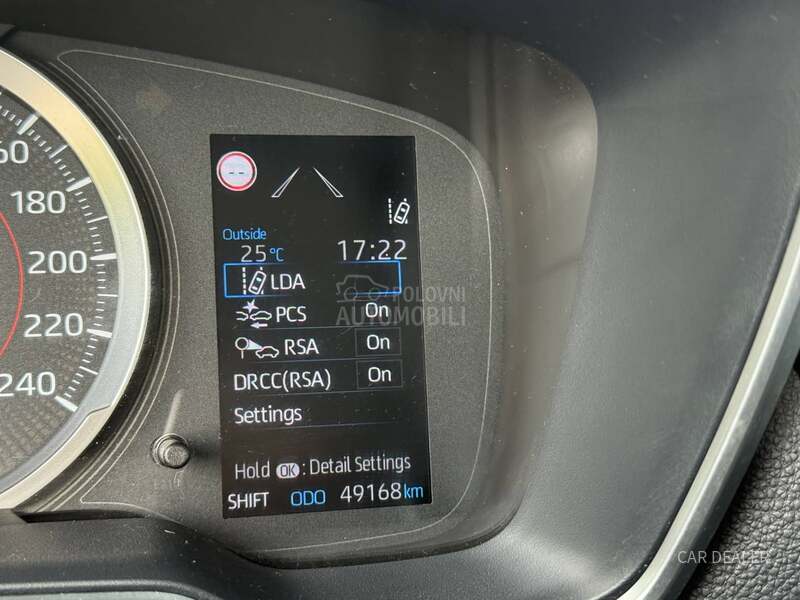 60
180
200
220
240
Outside
25°C 17:22
LDA
PCS On
RSA On
DRCC(RSA) On
Settings
Hold OK : Detail Settings
SHIFT ODO 49168 km
POLOVNI
AUTOMOBILI
CAR DEALER